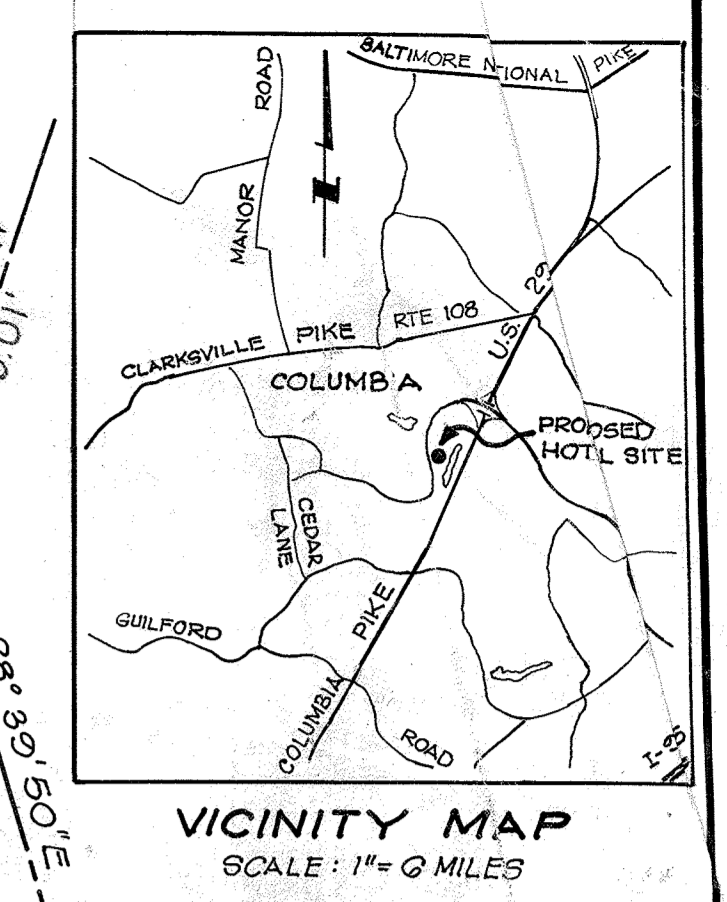 BALTIMORE N-IONAL PIKE
ROAD
MANOR
U.S. 29
RTE 108
CLARKSVILLE PIKE
COLUMB'A
PROOSED
HOT L SITE
CEDAR
LANE
GUILFORD
PIKE
COLUMBIA
ROAD
I-95
VICINITY MAP
SCALE: 1"= 6 MILES
8° 39' 50"E